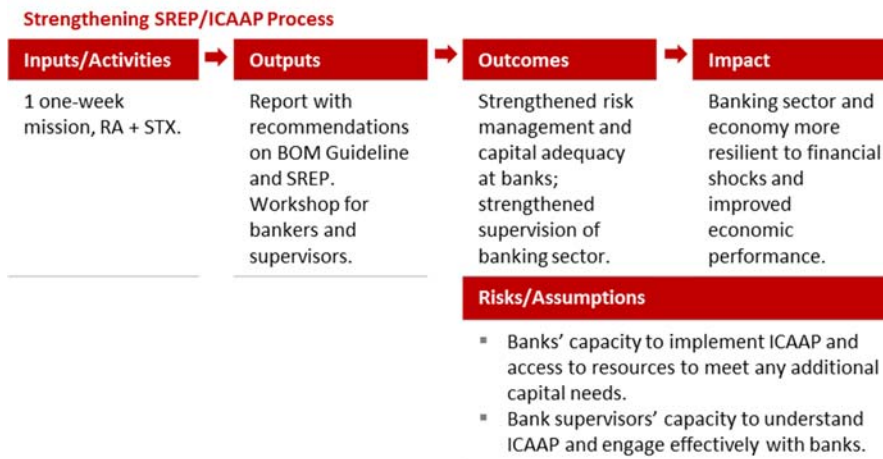 Strengthening SREP/ICAAP Process
Inputs/Activities
1 one-week
mission, RA + STX.
Outputs
Report with
recommendations
on BOM Guideline
and SREP.
Workshop for
bankers and
supervisors.
Outcomes
Strengthened risk
management and
capital adequacy
at banks;
strengthened
supervision of
banking sector.
Impact
Banking sector and
economy more
resilient to financial
shocks and
improved
economic
performance.
Risks/Assumptions
▪ Banks' capacity to implement ICAAP and
access to resources to meet any additional
capital needs.
▪ Bank supervisors' capacity to understand
ICAAP and engage effectively with banks.